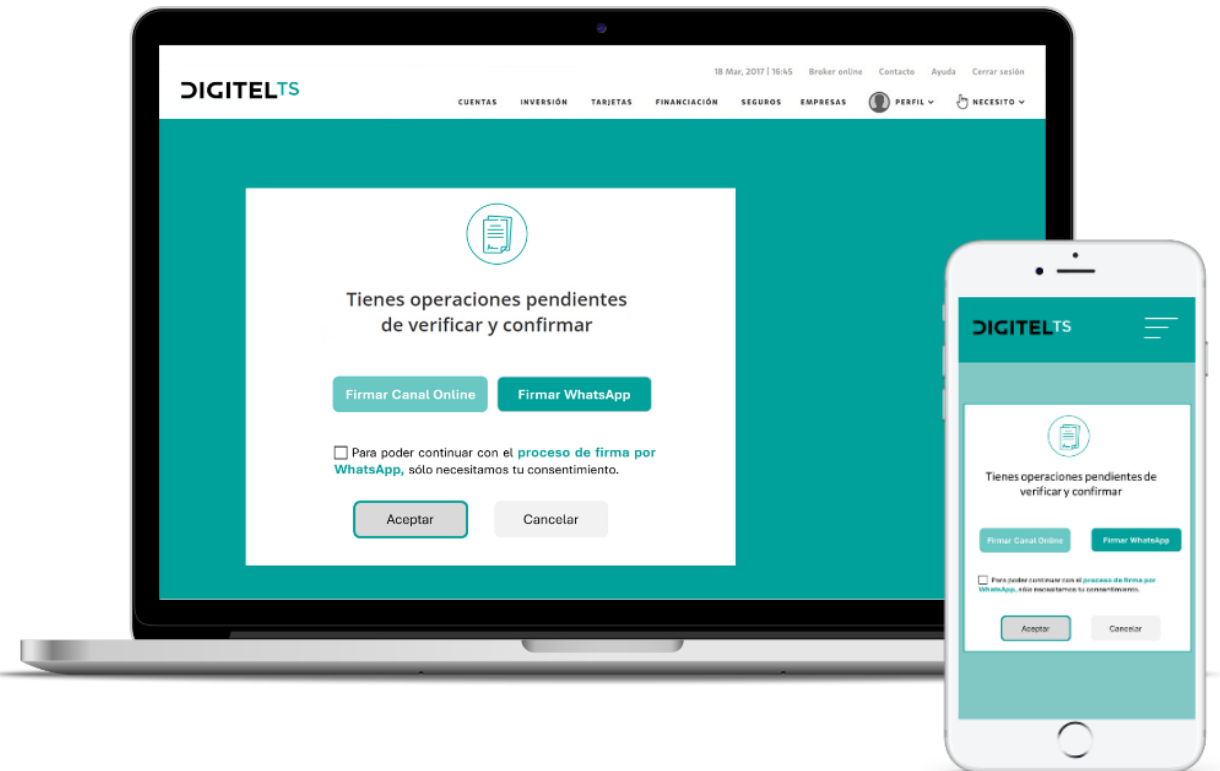 18 Mar, 2017 | 16:45 Broker online Contacto Ayuda Cerrar sesión
DIGITELTS
CUENTAS INVERSIÓN TARJETAS FINANCIACIÓN SEGUROS EMPRESAS PERFIL NECESITO
Tienes operaciones pendientes
de verificar y confirmar
Firmar Canal Online Firmar WhatsApp
Para poder continuar con el proceso de firma por
WhatsApp, sólo necesitamos tu consentimiento.
Aceptar Cancelar
DIGITELTS
Tienes operaciones pendientes de
verificar y confirmar
Firmar Canal Online Firmar WhatsApp
Para poder continuar con el proceso de firma por
WhatsApp, sólo necesitamos tu consentimiento.
Aceptar Cancelar